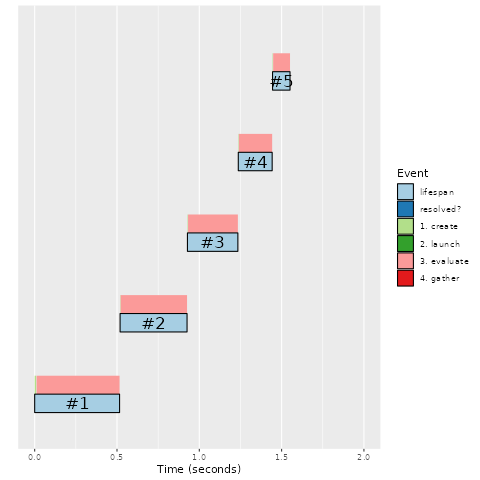 #5
#4
#3
#2
#1
0.0 0.5 1.0 1.5 2.0
Time (seconds)
Event
lifespan
resolved?
1. create
2. launch
3. evaluate
4. gather